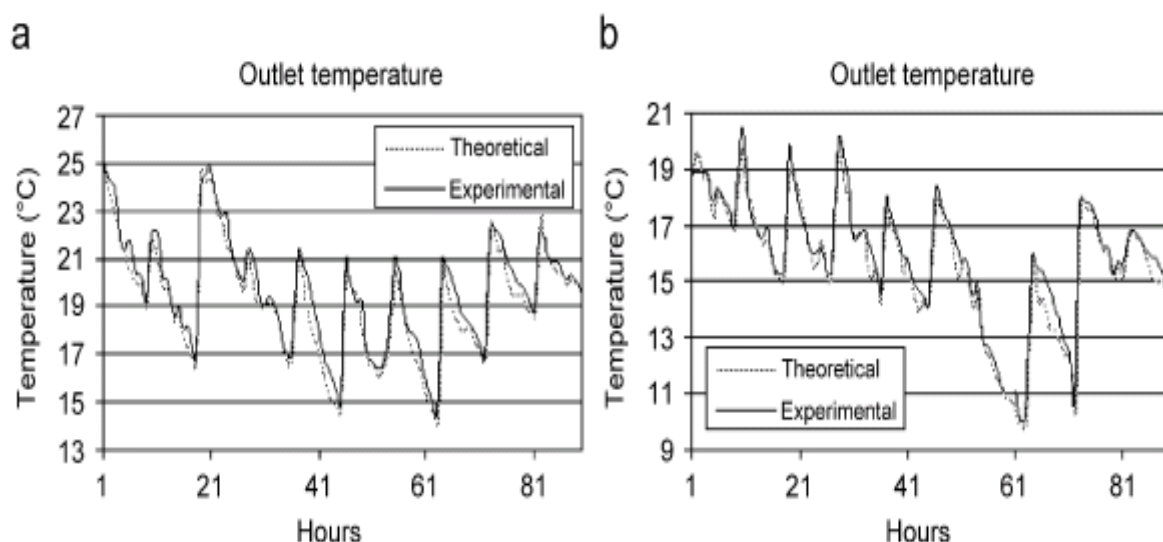 a
Outlet temperature
Temperature (°C)
27
25
23
21
19
17
15
13
Theoretical
Experimental
1 21 41 61 81
Hours
b
Outlet temperature
Temperature (°C)
21
19
17
15
13
11
9
Theoretical
Experimental
1 21 41 61 81
Hours